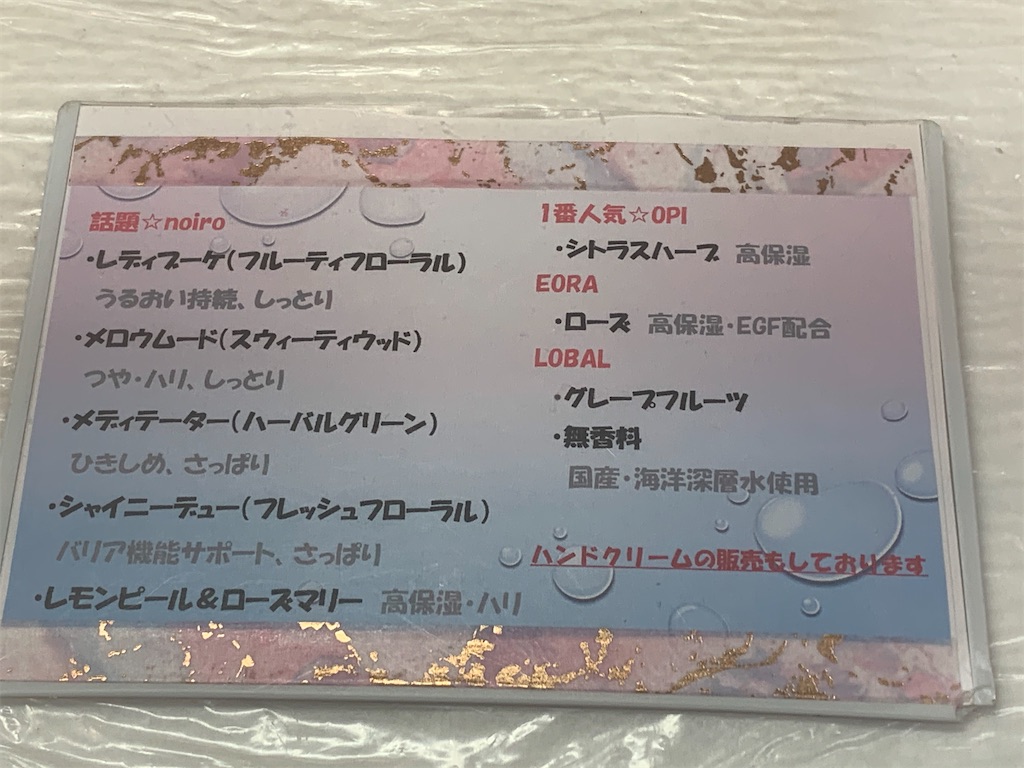 話題☆noiro
・レディブーケ(フルーティフローラル)
うるおい持続、しっとり
・メロウムード(スウィーティウッド)
つや・ハリ、しっとり
・メディテーター(ハーバルグリーン)
ひきしめ、さっぱり
・シャイニーデュー(フレッシュフローラル)
バリア機能サポート、さっぱり
・レモンピール＆ローズマリー 高保湿・ハリ
1番人気☆OPI
・シトラスハーブ 高保湿
EORA
・ローズ 高保湿・EGF配合
LOBAL
・グレープフルーツ
・無香料
国産・海洋深層水使用
ハンドクリームの販売もしております